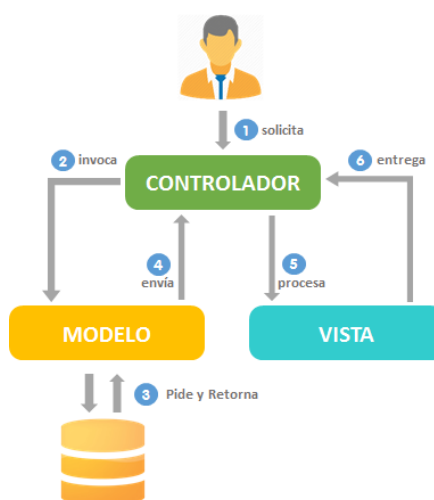 1 solicita
2 invoca
6 entrega
CONTROLADOR
4 envía
5 procesa
MODELO
VISTA
3 Pide y Retorna